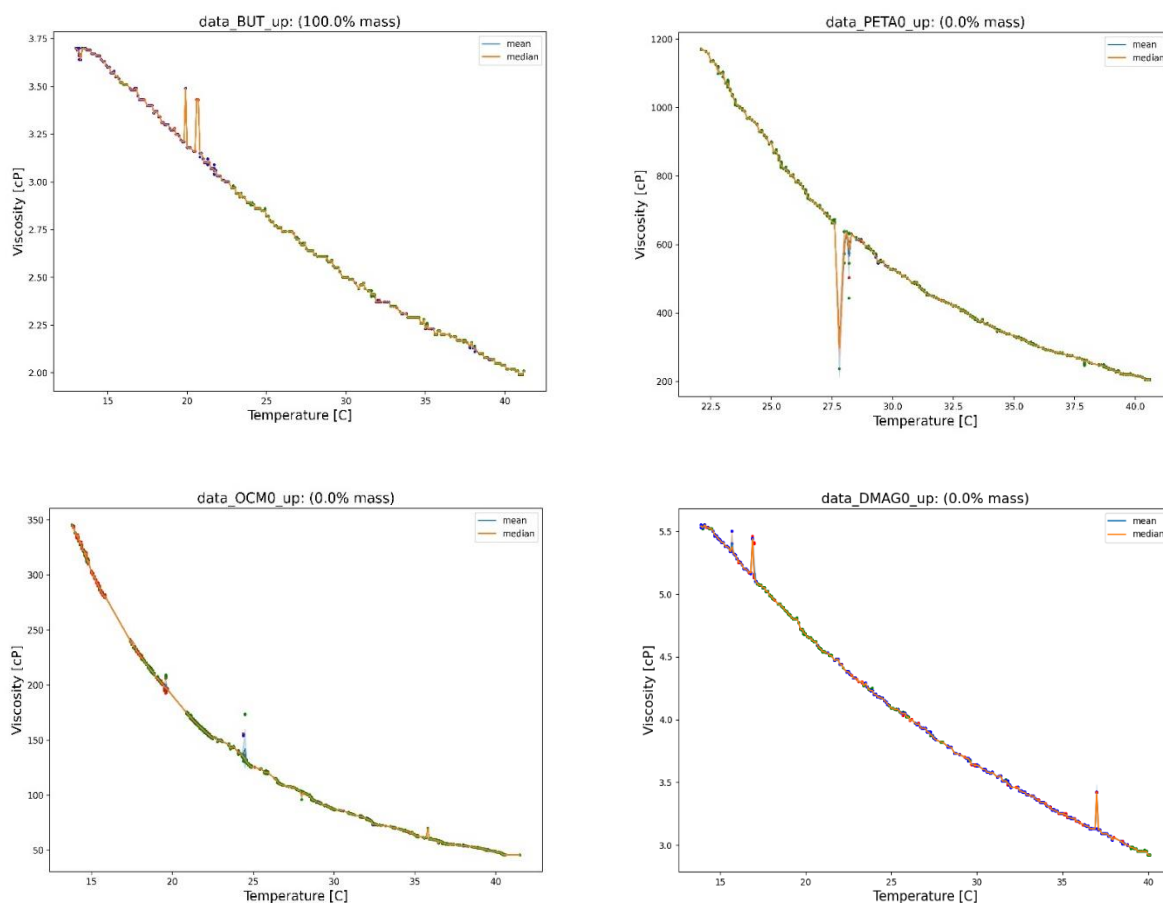 data_BUT_up: (100.0% mass)
3.75
3.50
3.25
3.00
2.75
2.50
2.25
2.00
Viscosity [cP]
mean
median
15 20 25 30 35 40
Temperature [C]
data_PETA0_up: (0.0% mass)
1200
1000
800
600
400
200
Viscosity [cP]
mean
median
22.5 25.0 27.5 30.0 32.5 35.0 37.5 40.0
Temperature [C]
data_OCM0_up: (0.0% mass)
350
300
250
200
150
100
50
Viscosity [cP]
mean
median
15 20 25 30 35 40
Temperature [C]
data_DMAG0_up: (0.0% mass)
5.5
5.0
4.5
4.0
3.5
3.0
Viscosity [cP]
mean
median
15 20 25 30 35 40
Temperature [C]